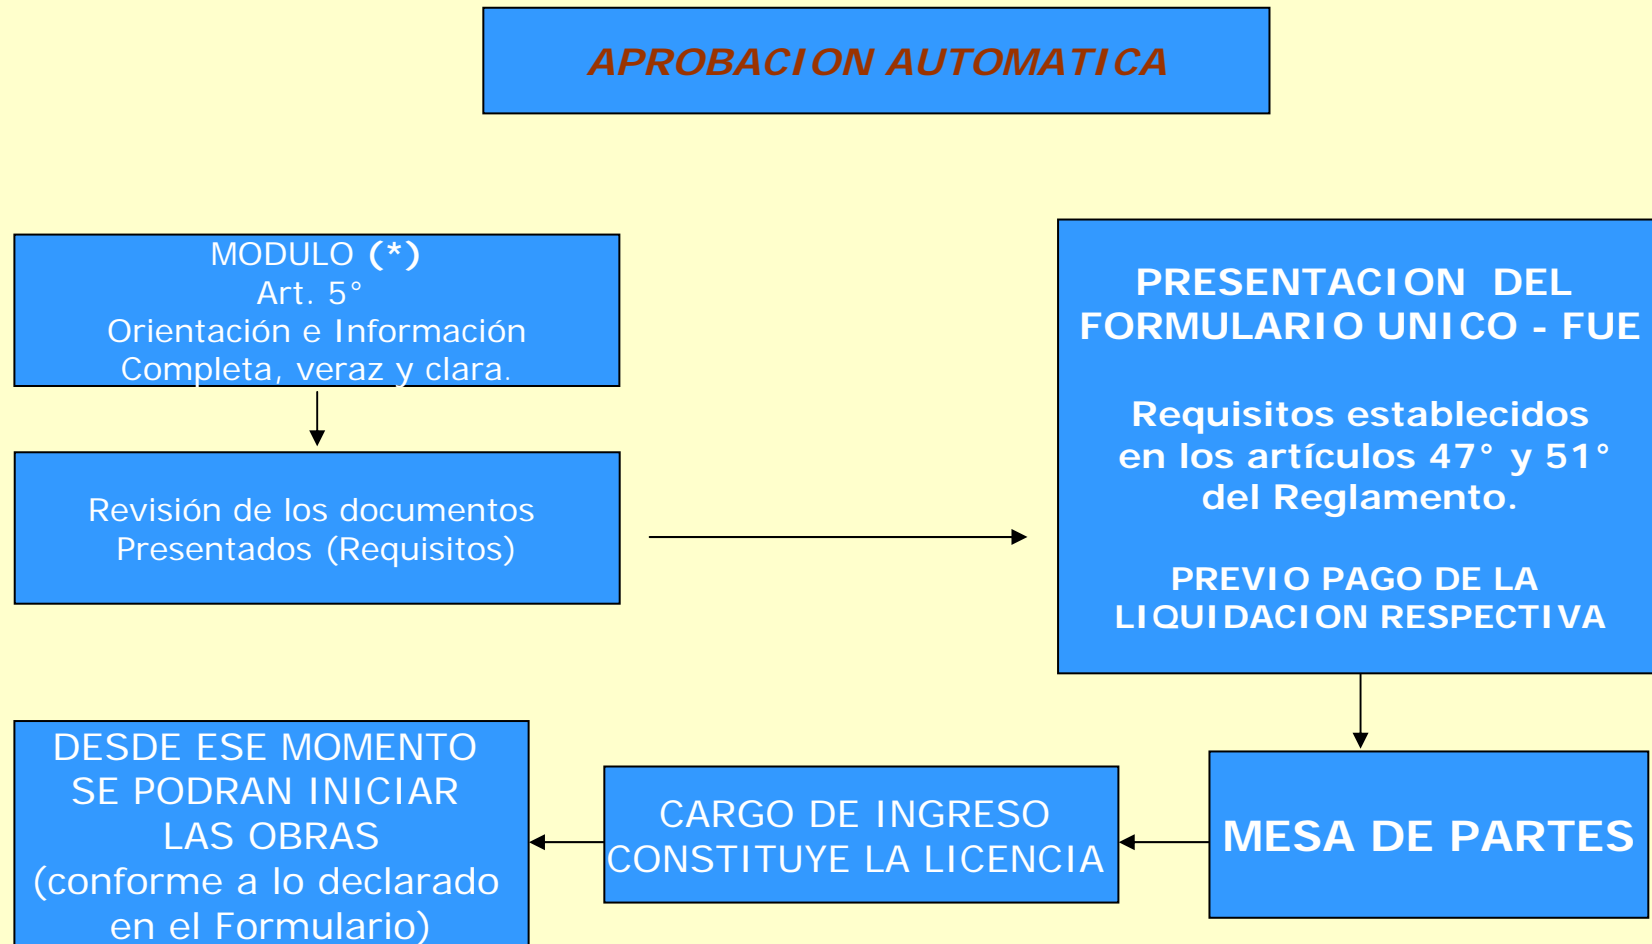 APROBACION AUTOMATICA
MODULO (*)
Art. 5°
Orientación e Información
Completa, veraz y clara.
Revisión de los documentos
Presentados (Requisitos)
PRESENTACION DEL
FORMULARIO UNICO - FUE
Requisitos establecidos
en los artículos 47° y 51°
del Reglamento.
PREVIO PAGO DE LA
LIQUIDACION RESPECTIVA
MESA DE PARTES
CARGO DE INGRESO
CONSTITUYE LA LICENCIA
DESDE ESE MOMENTO
SE PODRAN INICIAR
LAS OBRAS
(conforme a lo declarado
en el Formulario)